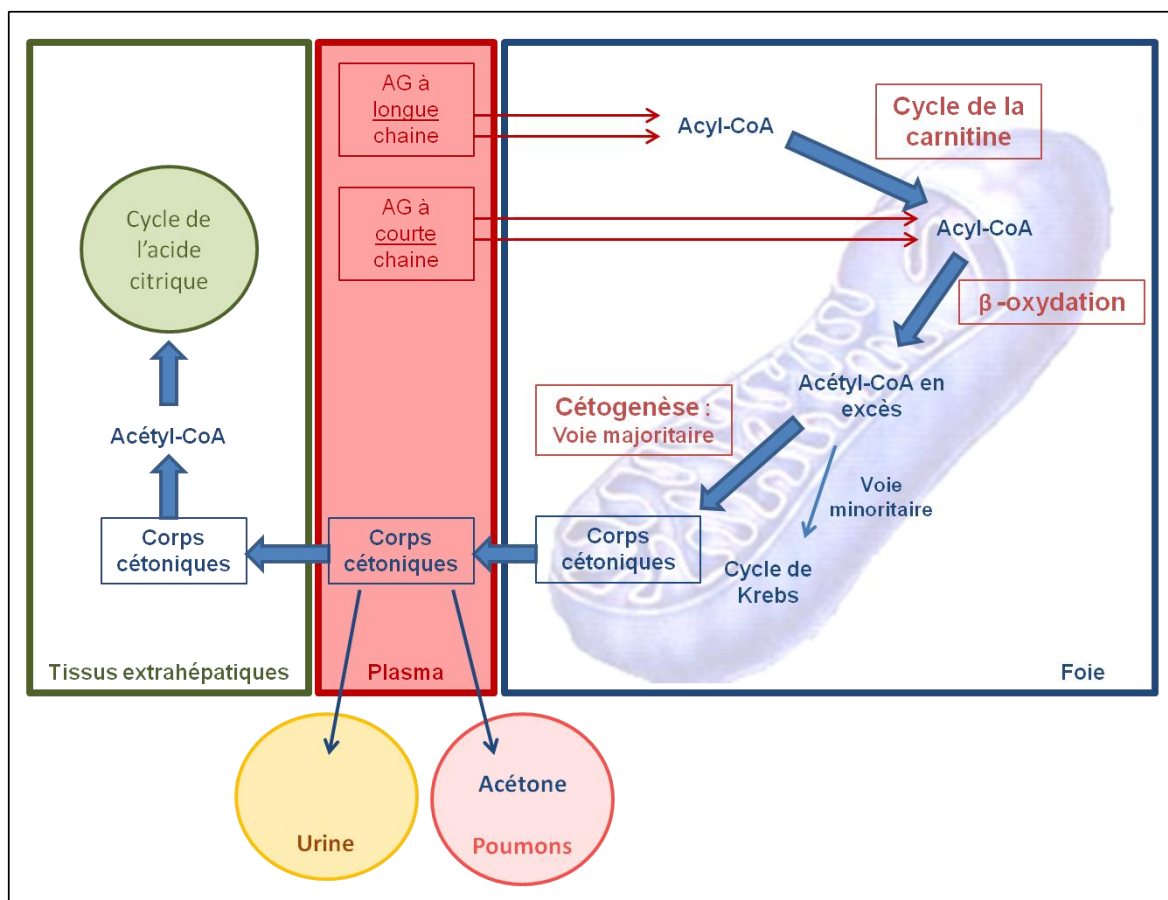 AG à
longue
chaine
Acyl-CoA
Cycle de la
carnitine
Cycle de
l'acide
citrique
AG à
courte
chaine
Acyl-CoA
β-oxydation
Acétyl-CoA en
excès
Cétogenèse :
Voie majoritaire
Acétyl-CoA
Voie
minoritaire
Corps
cétoniques
Corps
cétoniques
Corps
cétoniques
Cycle de
Krebs
Tissus extrahépatiques
Plasma
Foie
Urine
Acétone
Poumons